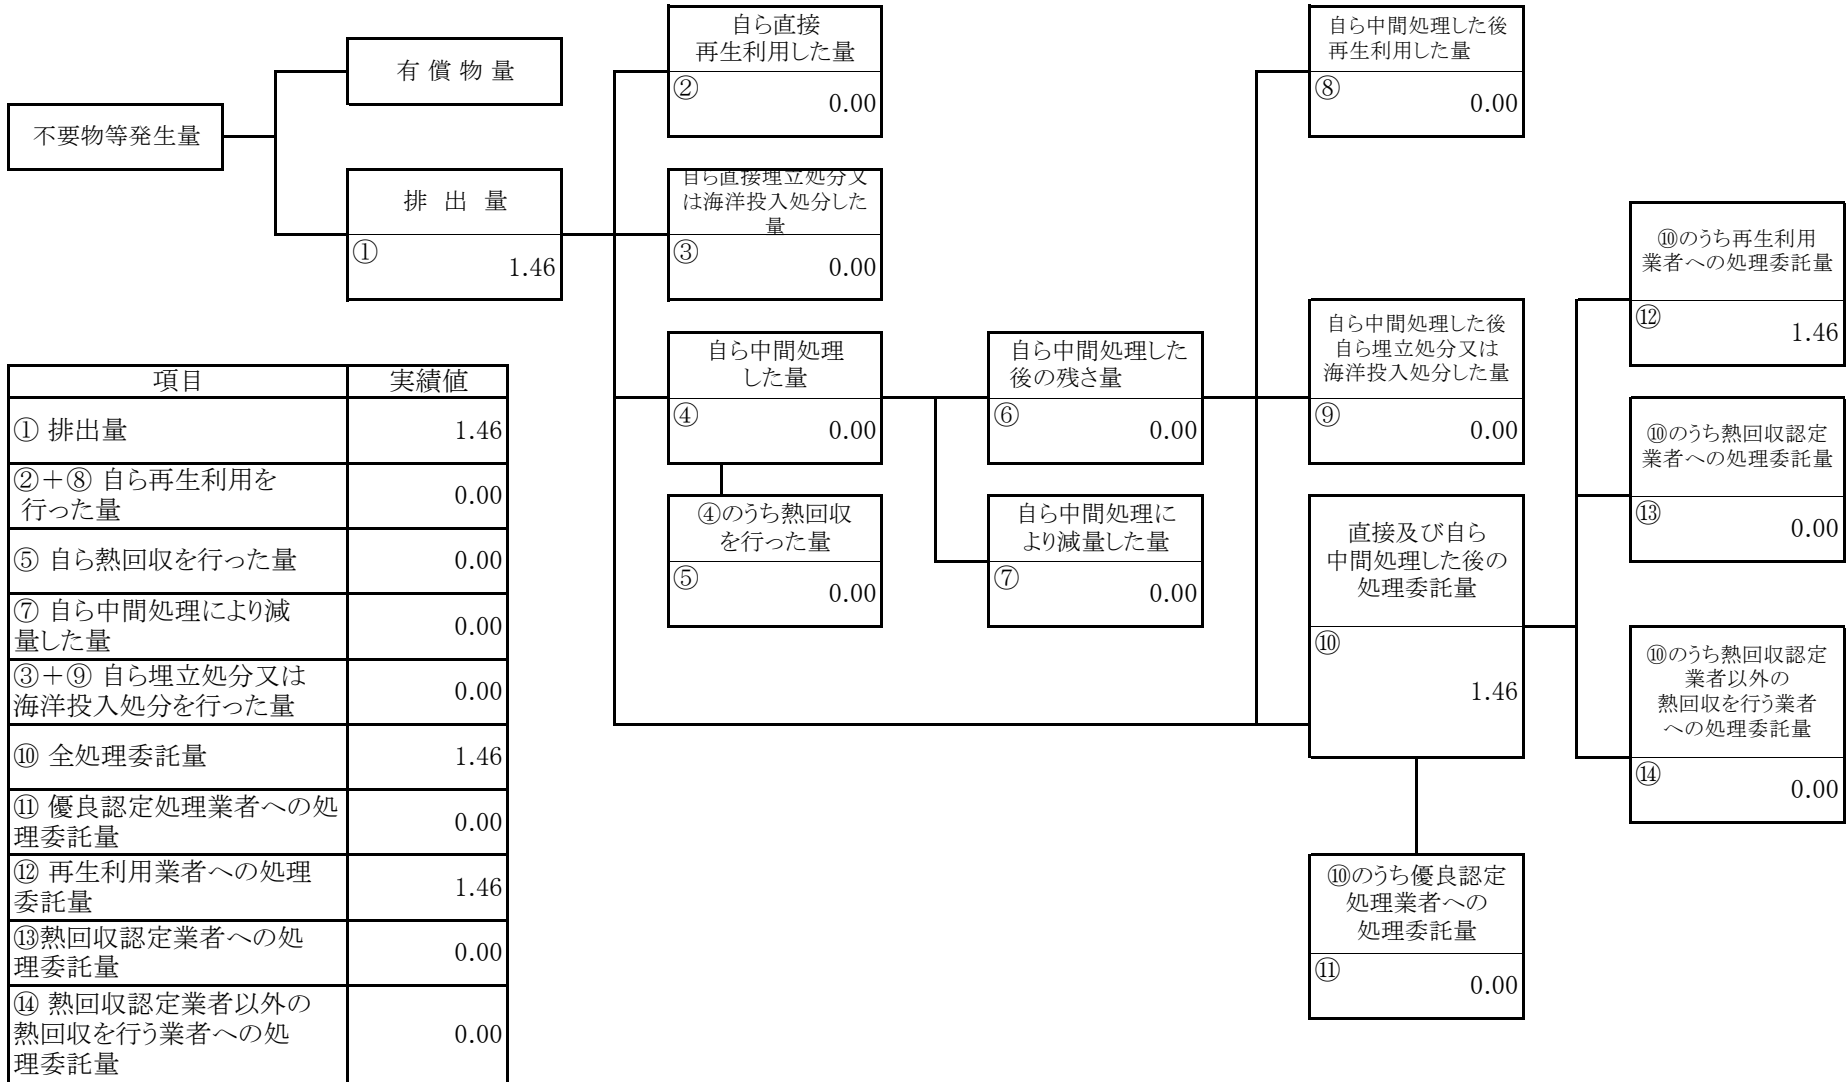 不要物等発生量
有償物量
排出量
①
1.46
自ら直接
再生利用した量
②
0.00
自ら直接埋立処分又
は海洋投入処分した
量
③
0.00
自ら中間処理
した量
④
0.00
④のうち熱回収
を行った量
⑤
0.00
自ら中間処理した
後の残さ量
⑥
0.00
自ら中間処理に
より減量した量
⑦
0.00
自ら中間処理した後
再生利用した量
⑧
0.00
自ら中間処理した後
自ら埋立処分又は
海洋投入処分した量
⑨
0.00
直接及び自ら
中間処理した後の
処理委託量
⑩
1.46
⑩のうち優良認定
処理業者への
処理委託量
⑪
0.00
⑩のうち再生利用
業者への処理委託量
⑫
1.46
⑩のうち熱回収認定
業者への処理委託量
⑬
0.00
⑩のうち熱回収認定
業者以外の
熱回収を行う業者
への処理委託量
⑭
0.00
項目 実績値
① 排出量 1.46
②+⑧ 自ら再生利用を
行った量 0.00
⑤ 自ら熱回収を行った量 0.00
⑦ 自ら中間処理により減
量した量 0.00
③+⑨ 自ら埋立処分又は
海洋投入処分を行った量 0.00
⑩ 全処理委託量 1.46
⑪ 優良認定処理業者への処
理委託量 0.00
⑫ 再生利用業者への処理
委託量 1.46
⑬熱回収認定業者への処
理委託量 0.00
⑭ 熱回収認定業者以外の
熱回収を行う業者への処
理委託量 0.00